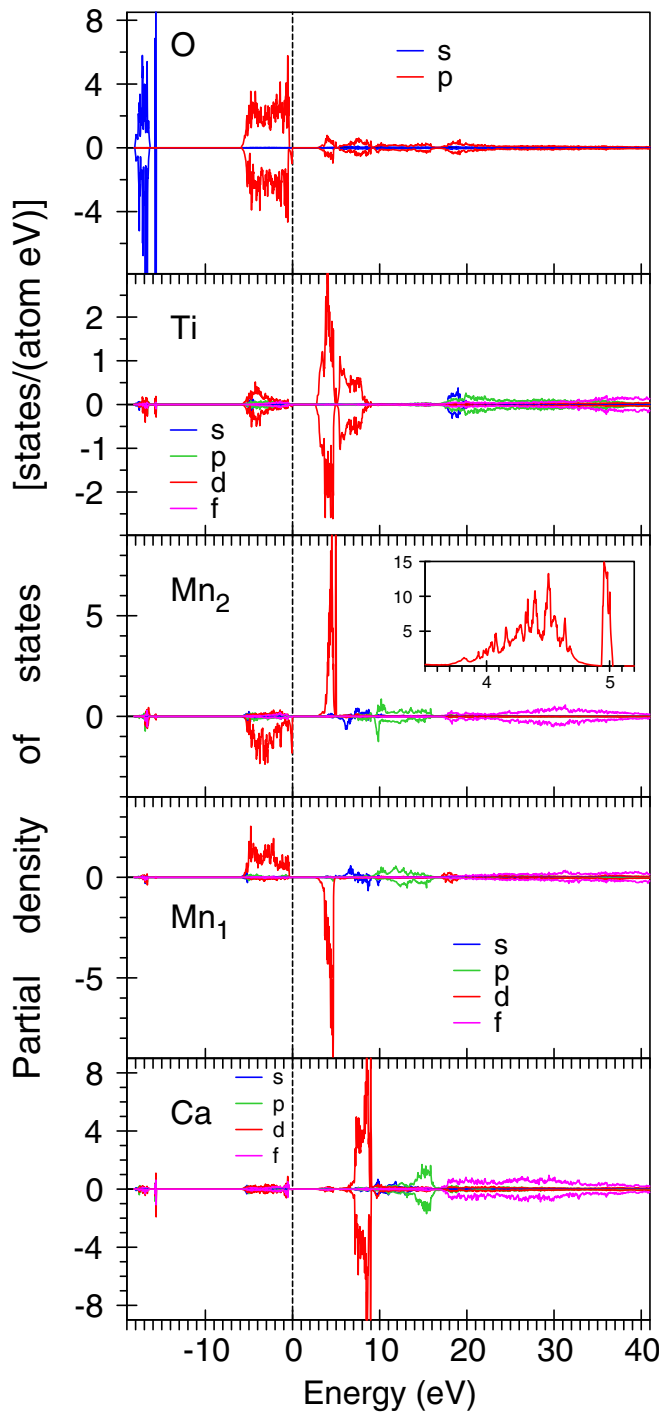 Partial density of states [states/(atom eV)]
8
4
0
-4
O
s
p
2
1
0
-1
-2
Ti
s
p
d
f
5
0
Mn2
15
10
5
4
5
0
-5
Mn1
s
p
d
f
8
4
0
-4
-8
Ca
s
p
d
f
-10 0 10 20 30 40
Energy (eV)